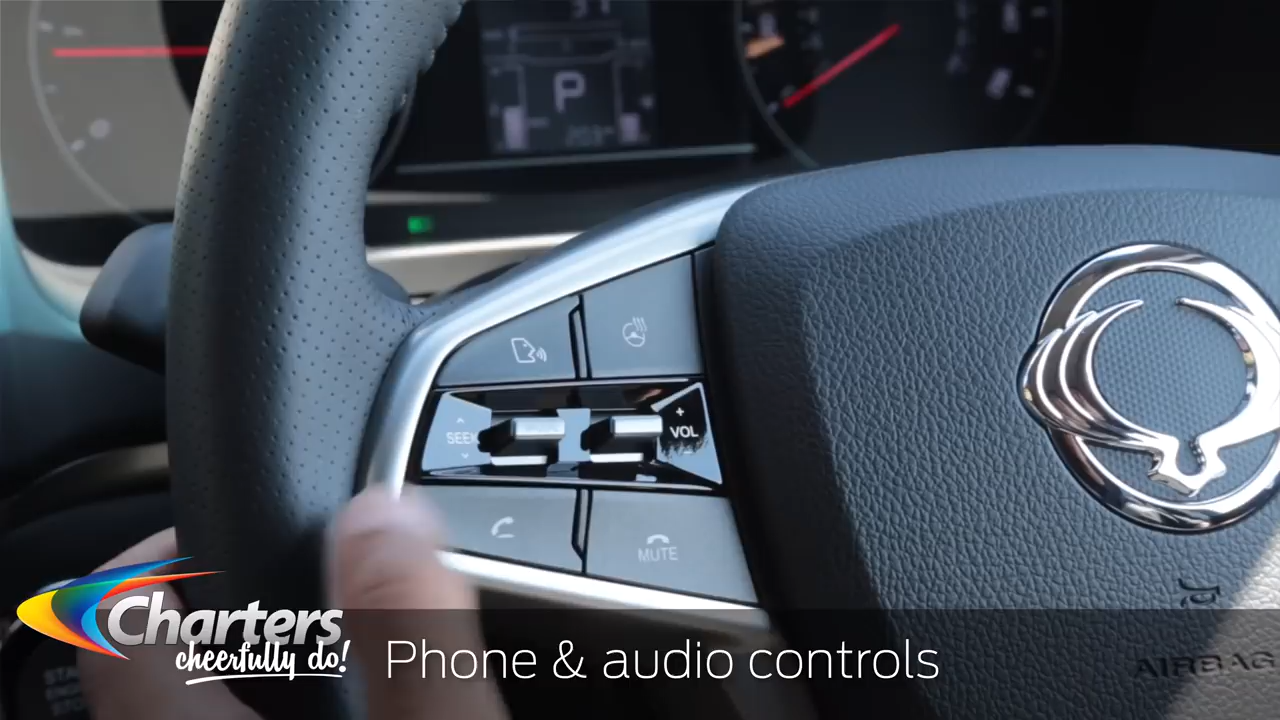 P
SEEK
+
VOL
MUTE
AIRBAG
Charters
cheerfully do!
Phone & audio controls